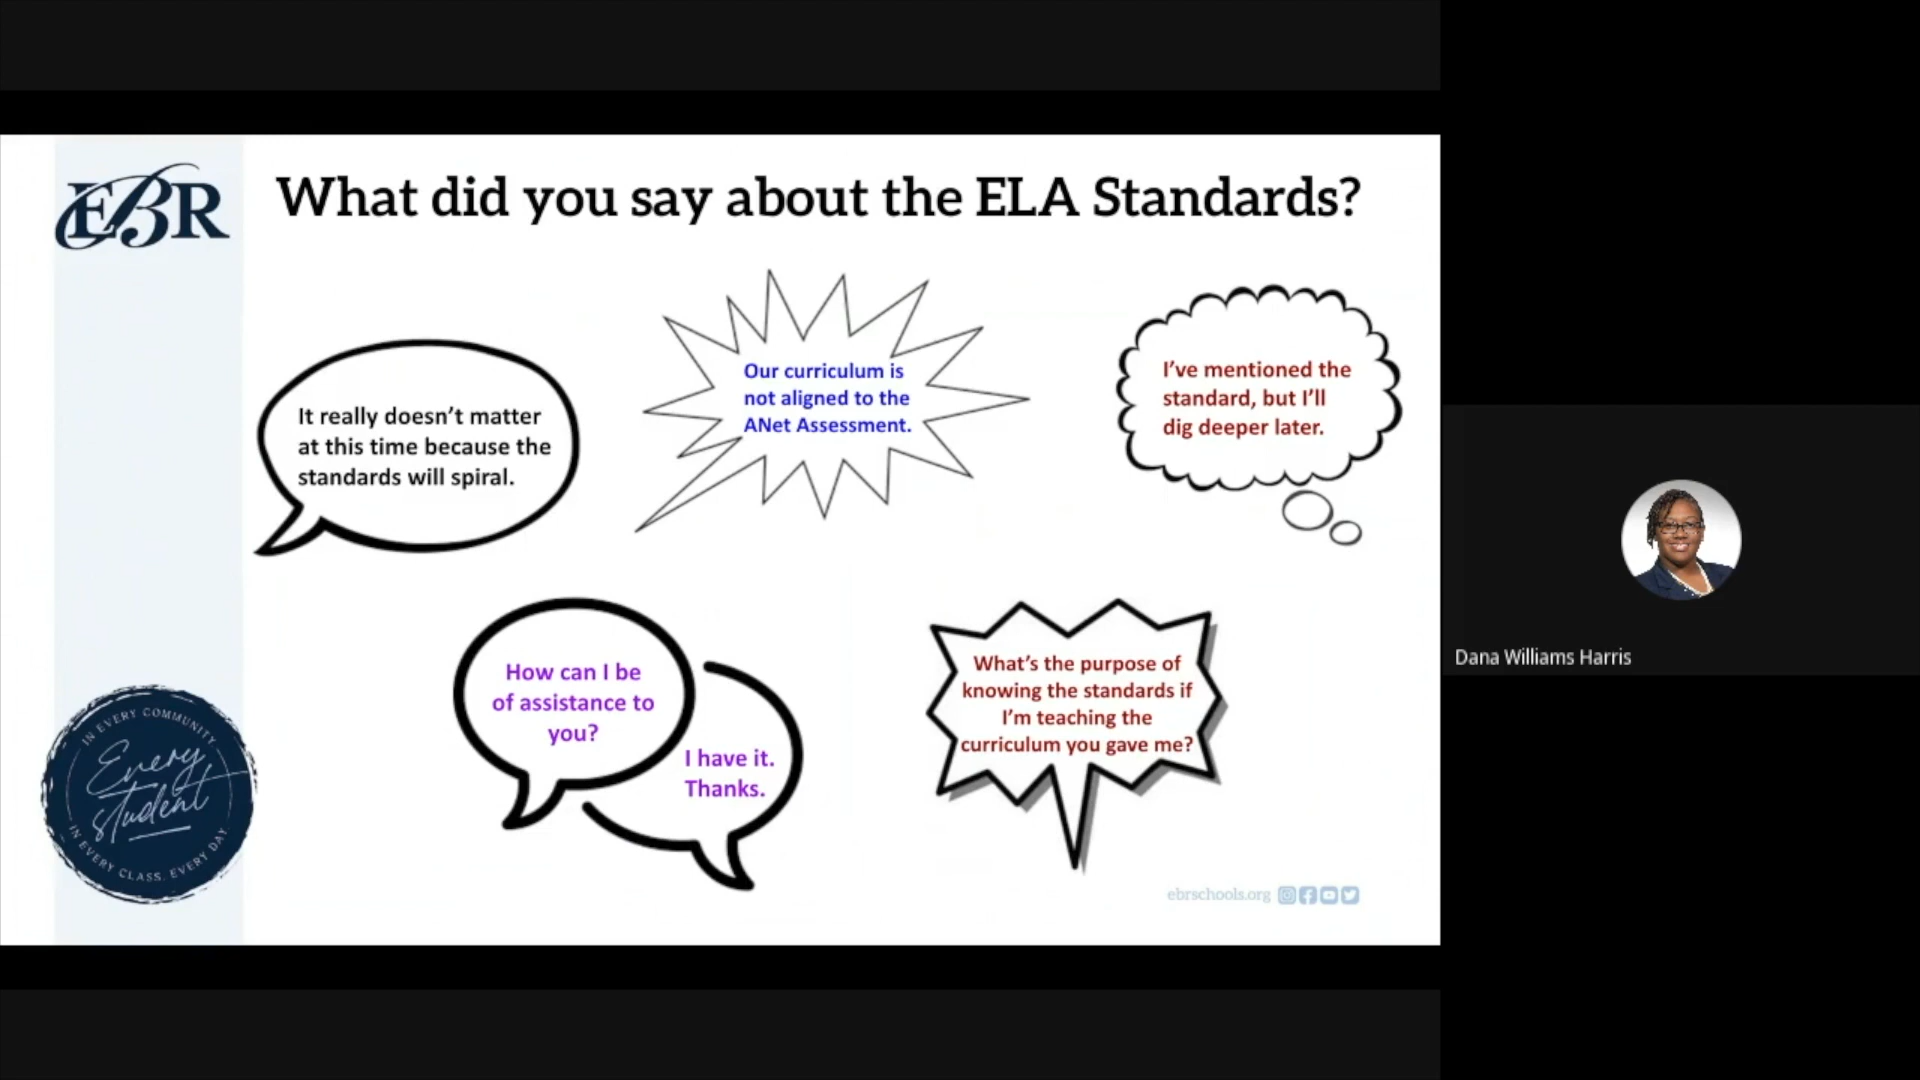 EBR
What did you say about the ELA Standards?
It really doesn't matter
at this time because the
standards will spiral.
Our curriculum is
not aligned to the
ANet Assessment.
I've mentioned the
standard, but I'll
dig deeper later.
How can I be
of assistance to
you?
I have it.
Thanks.
What's the purpose of
knowing the standards if
I'm teaching the
curriculum you gave me?
IN EVERY COMMUNITY
Every
student
IN EVERY CLASS, EVERY DAY
ebrschools.org
Dana Williams Harris